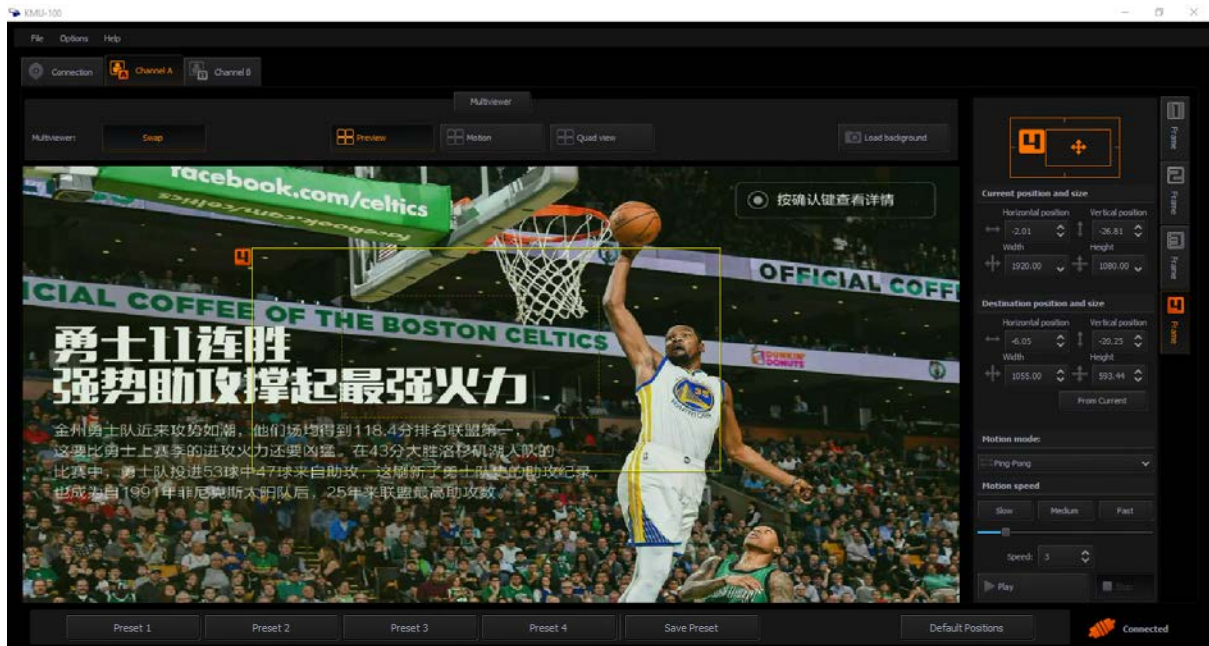 KMU-100
File Options Help
Connection Channel A Channel B
Multiviewer
Multiviewer: Swap Preview Motion Quad view Load background
facebook.com/celtics
按确认键查看详情
4
OFFICIAL COFFE
ICIAL COFFEE OF THE BOSTON CELTICS
DUNKIN'
DONUTS
勇士11连胜
强势助攻撑起最强火力
35
金州勇士队近来攻势如潮，他们场均得到118.4分排名联盟第一，
这要比勇士上赛季的进攻火力还要凶猛。在43分大胜洛杉矶湖人队的
比赛中，勇士队投进53球中47球来自助攻，这刷新了勇士队史的助攻纪录，
也成为自1991年菲尼克斯太阳队后，25年来联盟最高助攻数。
4
Current position and size
Horizontal position Vertical position
-2.01 -26.81
Width Height
1920.00 1080.00
Destination position and size
Horizontal position Vertical position
-6.05 -20.25
Width Height
1055.00 593.44
From Current
Motion mode:
Ping-Pong
Motion speed
Slow Medium Fast
Speed: 3
Play Stop
1 Frame
2 Frame
3 Frame
4 Frame
Preset 1 Preset 2 Preset 3 Preset 4 Save Preset Default Positions Connected